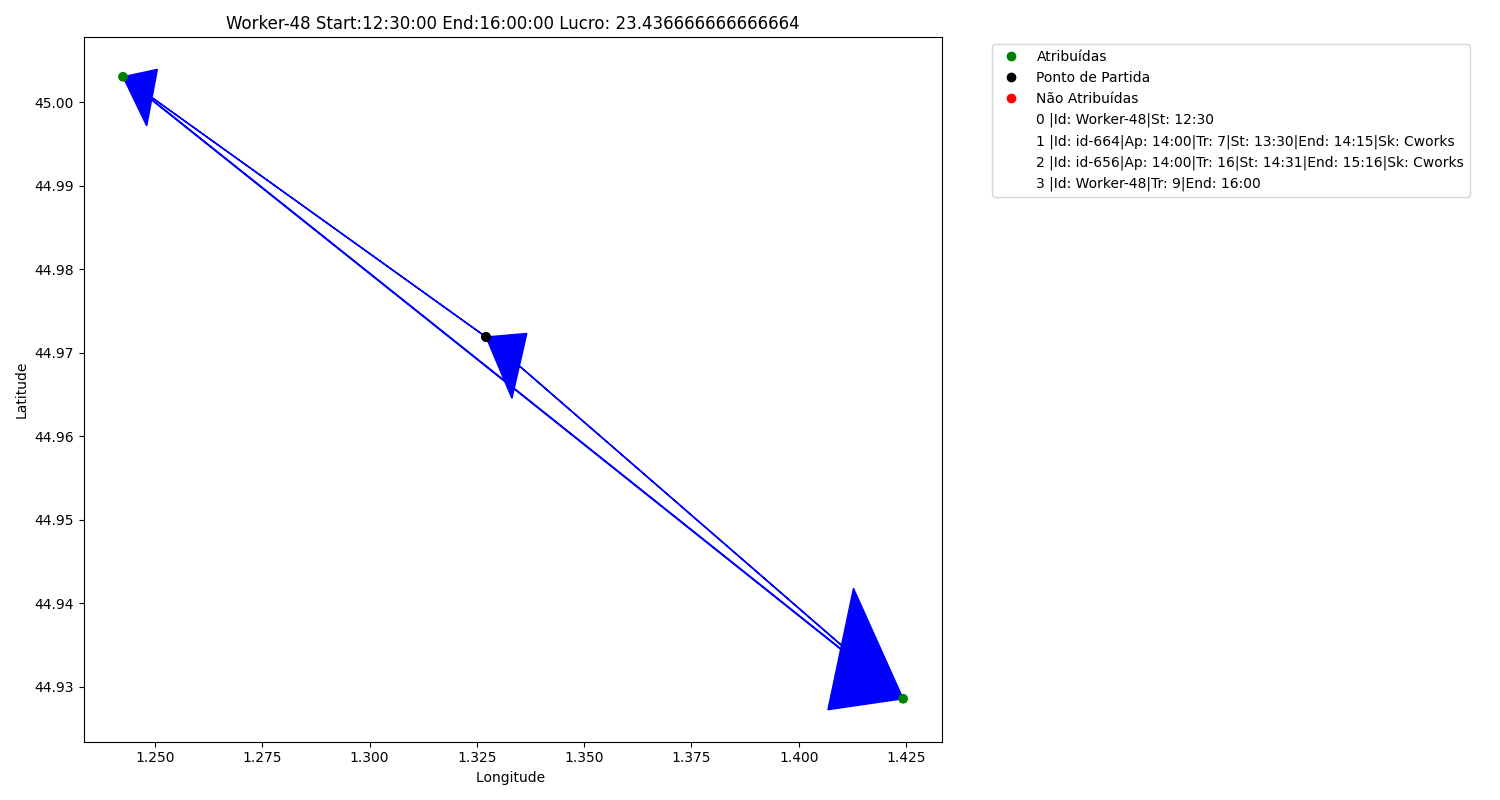 Worker-48 Start:12:30:00 End:16:00:00 Lucro: 23.436666666666664
Atribuídas
Ponto de Partida
Não Atribuídas
0 |Id: Worker-48|St: 12:30
1 |Id: id-664|Ap: 14:00|Tr: 7|St: 13:30|End: 14:15|Sk: Cworks
2 |Id: id-656|Ap: 14:00|Tr: 16|St: 14:31|End: 15:16|Sk: Cworks
3 |Id: Worker-48|Tr: 9|End: 16:00
Latitude
45.00
44.99
44.98
44.97
44.96
44.95
44.94
44.93
1.250 1.275 1.300 1.325 1.350 1.375 1.400 1.425
Longitude